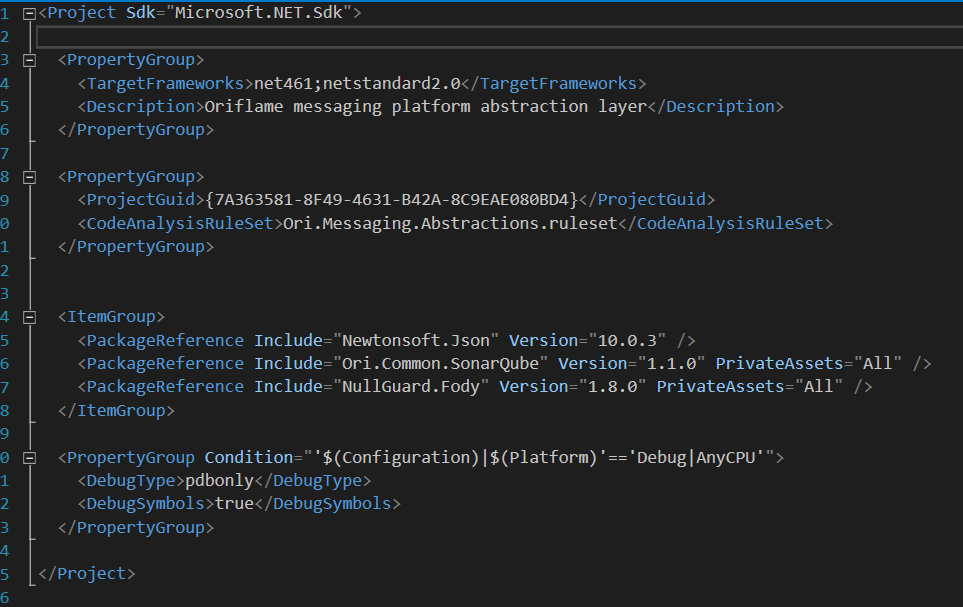 1 <Project Sdk="Microsoft.NET.Sdk">
2
3 <PropertyGroup>
4 <TargetFrameworks>net461;netstandard2.0</TargetFrameworks>
5 <Description>Oriflame messaging platform abstraction layer</Description>
6 </PropertyGroup>
7
8 <PropertyGroup>
9 <ProjectGuid>{7A363581-8F49-4631-B42A-8C9EAE080BD4}</ProjectGuid>
0 <CodeAnalysisRuleSet>Ori.Messaging.Abstractions.ruleset</CodeAnalysisRuleSet>
1 </PropertyGroup>
2
3
4 <ItemGroup>
5 <PackageReference Include="Newtonsoft.Json" Version="10.0.3" />
6 <PackageReference Include="Ori.Common.SonarQube" Version="1.1.0" PrivateAssets="All" />
7 <PackageReference Include="NullGuard.Fody" Version="1.8.0" PrivateAssets="All" />
8 </ItemGroup>
9
0 <PropertyGroup Condition="'$(Configuration)|$(Platform)'=='Debug|AnyCPU'">
1 <DebugType>pdbonly</DebugType>
2 <DebugSymbols>true</DebugSymbols>
3 </PropertyGroup>
4
5 </Project>
6